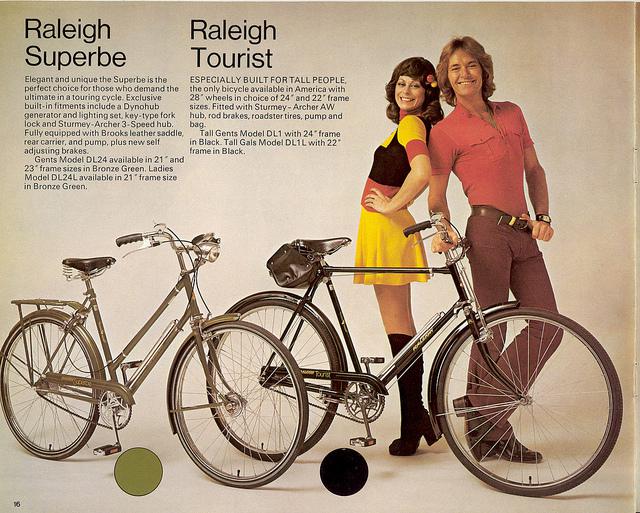 Raleigh
Superbe
Elegant and unique the Superbe is the
perfect choice for those who demand the
ultimate in a touring cycle. Exclusive
built-in fitments include a Dynohub
generator and lighting set, key-type fork
lock and Sturmey-Archer 3-Speed hub.
Fully equipped with Brooks leather saddle,
rear carrier, and pump, plus new self
adjusting brakes.
Gents Model DL24 available in 21" and
23" frame sizes in Bronze Green. Ladies
Model DL24L available in 21" frame size
in Bronze Green.
Raleigh
Tourist
ESPECIALLY BUILT FOR TALL PEOPLE,
the only bicycle available in America with
28" wheels in choice of 24" and 22" frame
sizes. Fitted with Sturmey-Archer AW
hub, rod brakes, roadster tires, pump and
bag.
Tall Gents Model DL1 with 24" frame
in Black. Tall Gals Model DL1L with 22"
frame in Black.
Tourist
16